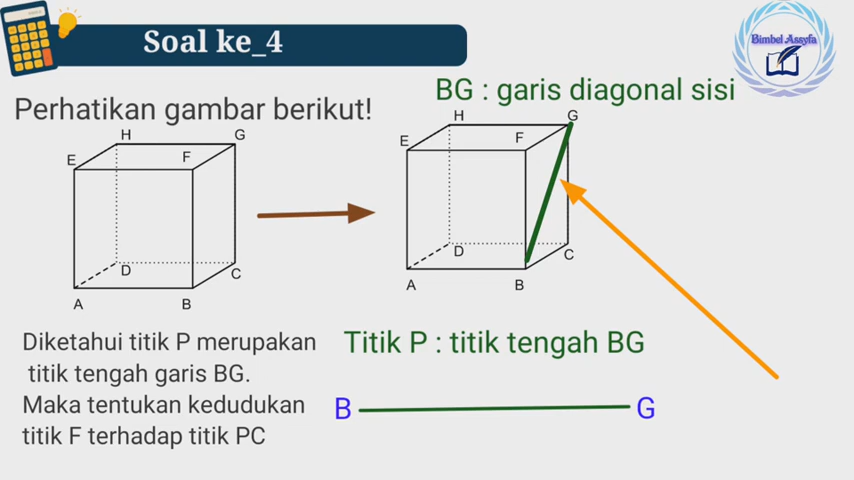 Soal ke_4
Bimbel Assyfa
BG : garis diagonal sisi
Perhatikan gambar berikut!
H
G
E
F
D
C
A
B
H
G
E
F
D
C
A
B
Diketahui titik P merupakan
titik tengah garis BG.
Maka tentukan kedudukan
titik F terhadap titik PC
Titik P : titik tengah BG
B
G